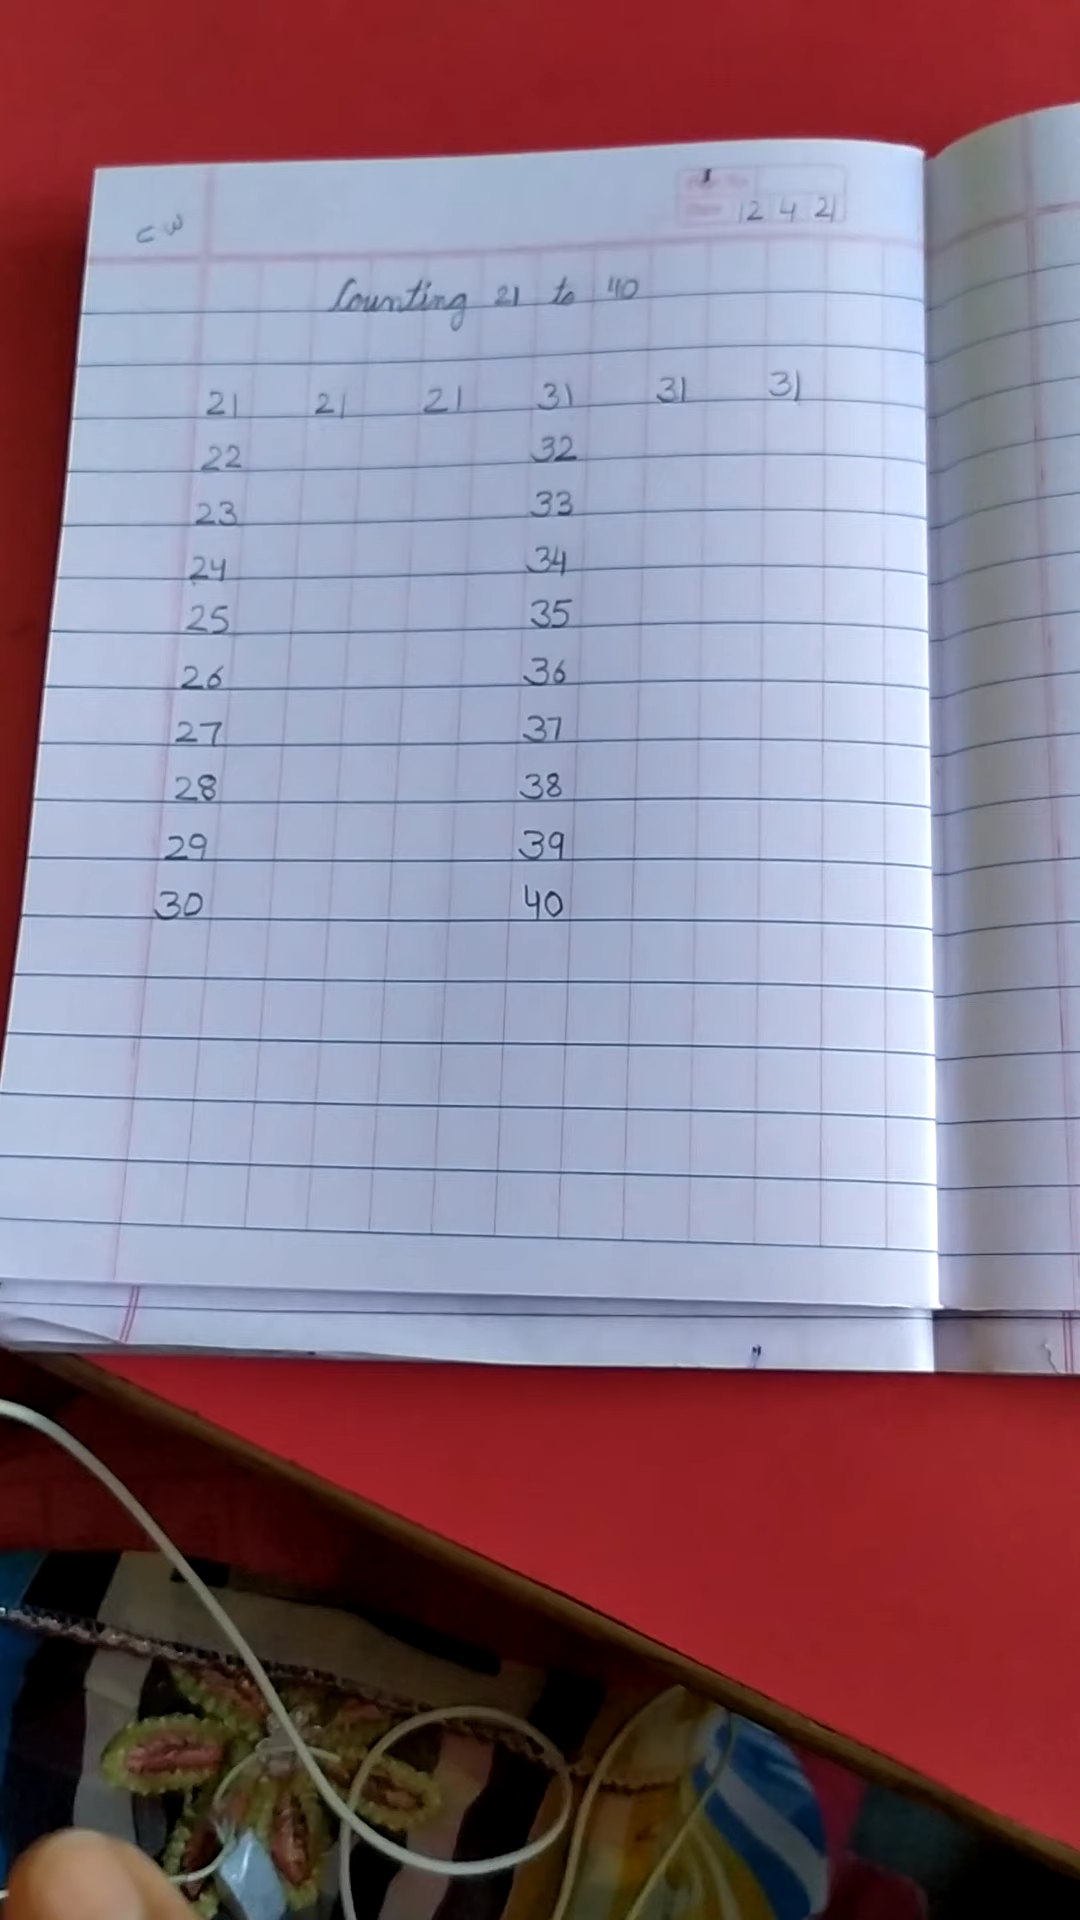 C W
12 4 21
Counting 21 to 40
21 21 21 31 31 31
22 32
23 33
24 34
25 35
26 36
27 37
28 38
29 39
30 40